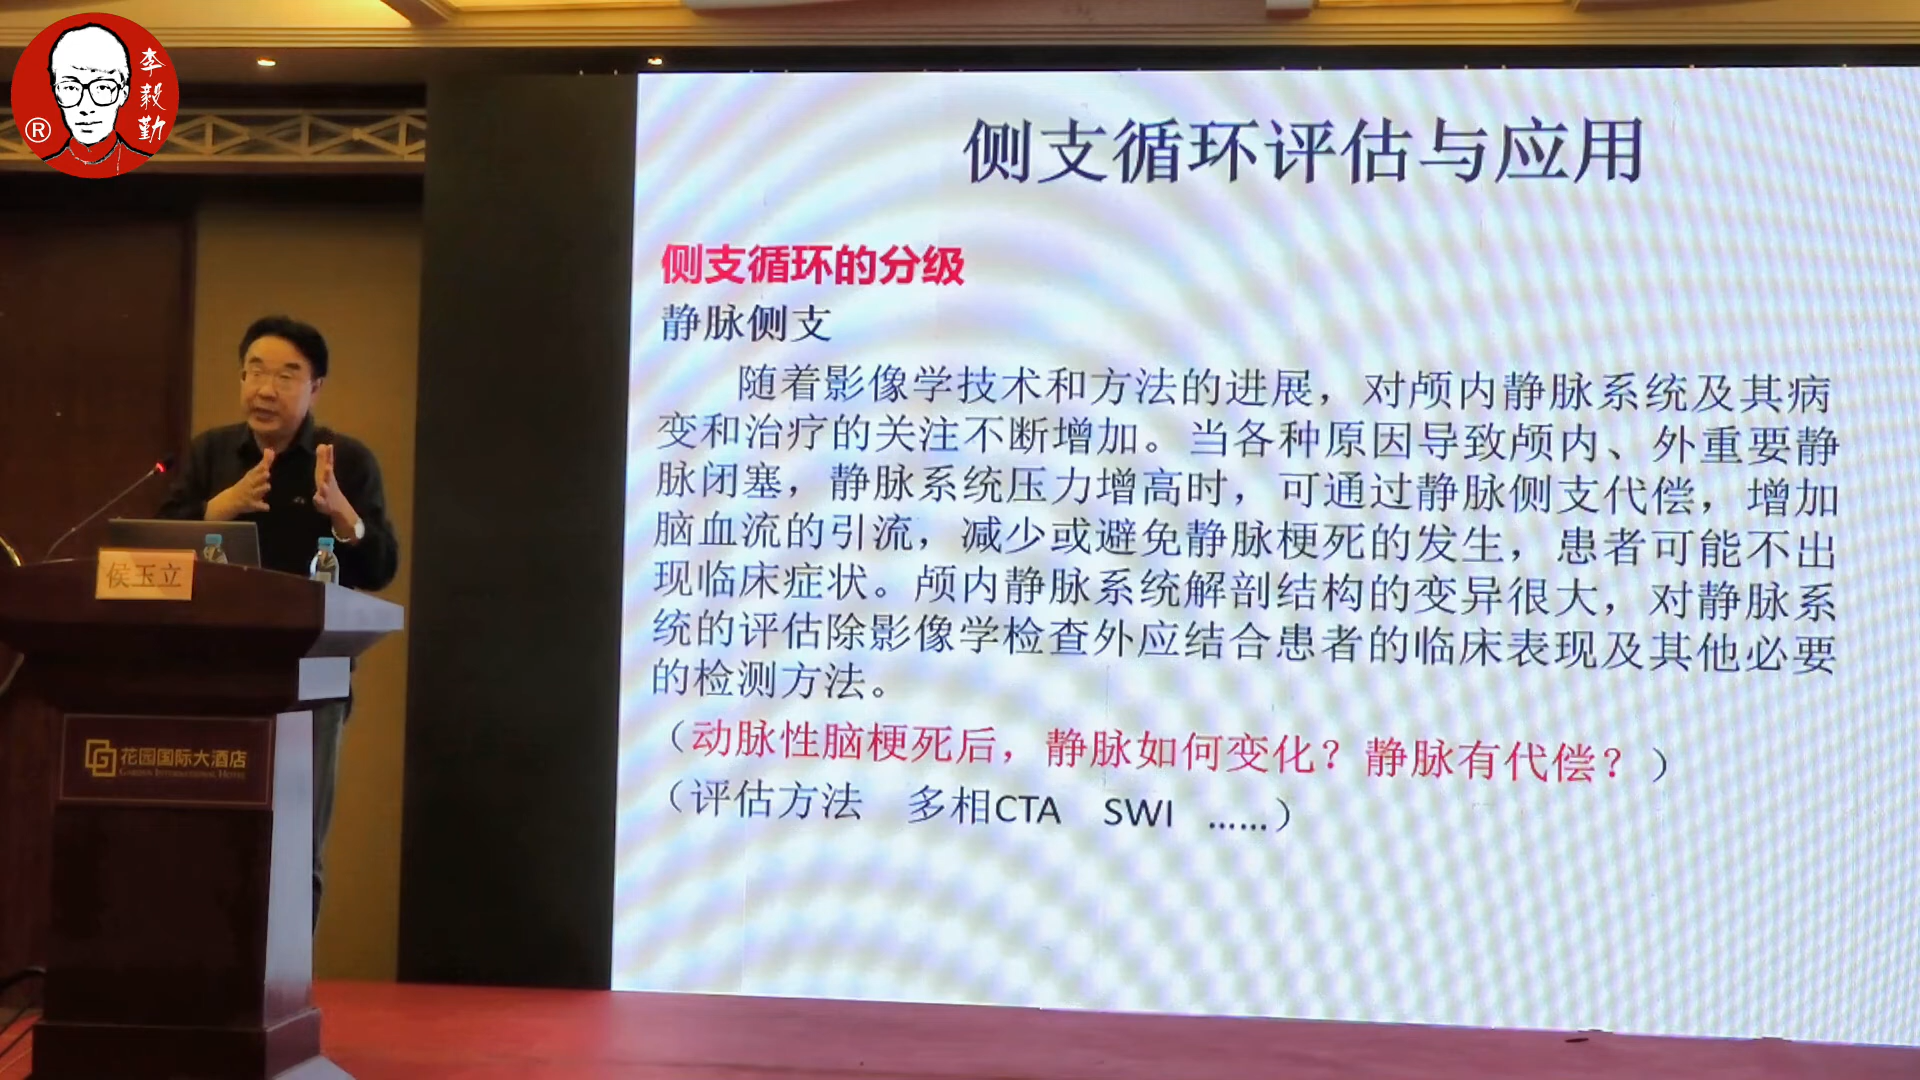 李毅勤
®
侧支循环评估与应用
侧支循环的分级
静脉侧支
随着影像学技术和方法的进展，对颅内静脉系统及其病
变和治疗的关注不断增加。当各种原因导致颅内、外重要静
脉闭塞，静脉系统压力增高时，可通过静脉侧支代偿，增加
脑血流的引流，减少或避免静脉梗死的发生，患者可能不出
现临床症状。颅内静脉系统解剖结构的变异很大，对静脉系
统的评估除影像学检查外应结合患者的临床表现及其他必要
的检测方法。
（动脉性脑梗死后，静脉如何变化？静脉有代偿？）
（评估方法　多相CTA　SWI　……）
侯玉立
花园国际大酒店
GARDEN INTERNATIONAL HOTEL